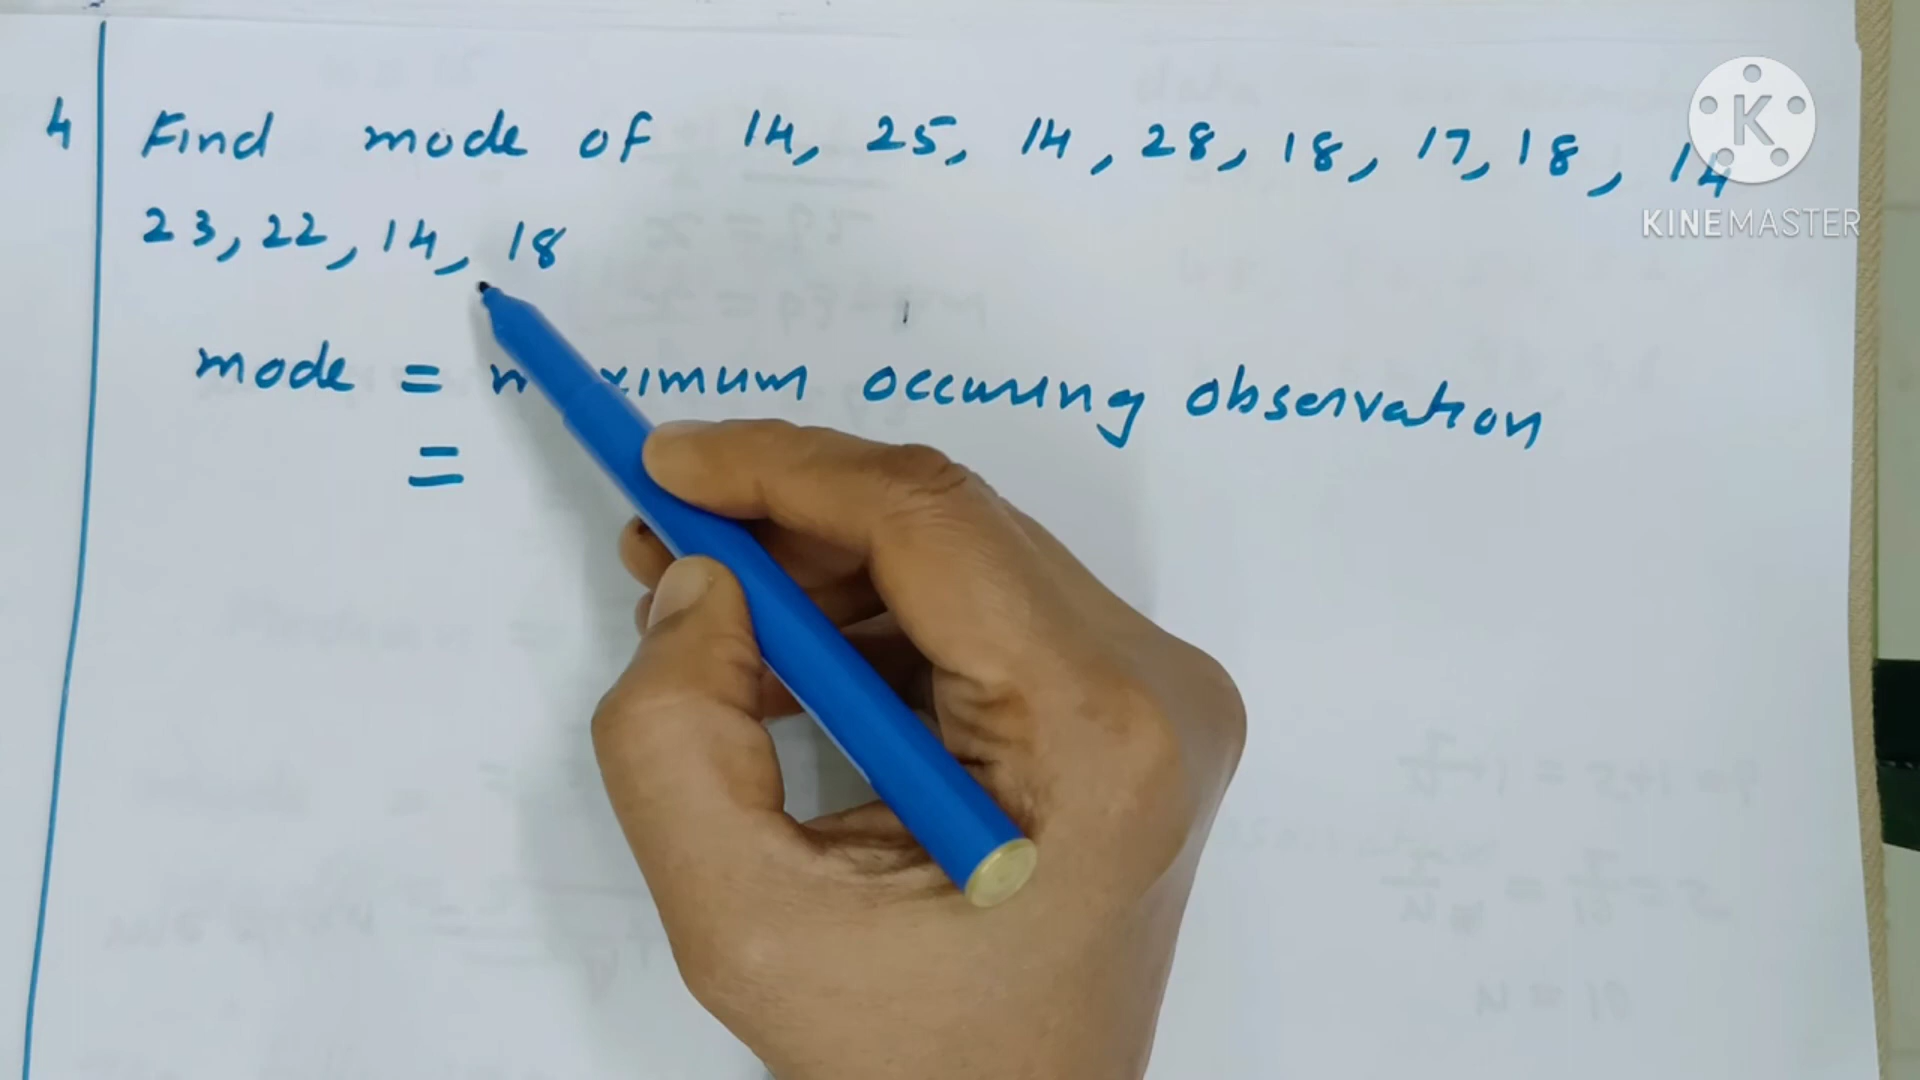 4 Find mode of 14, 25, 14, 28, 18, 17, 18, 14
23, 22, 14, 18
mode = maximum occuring observation
=
K
KINEMASTER